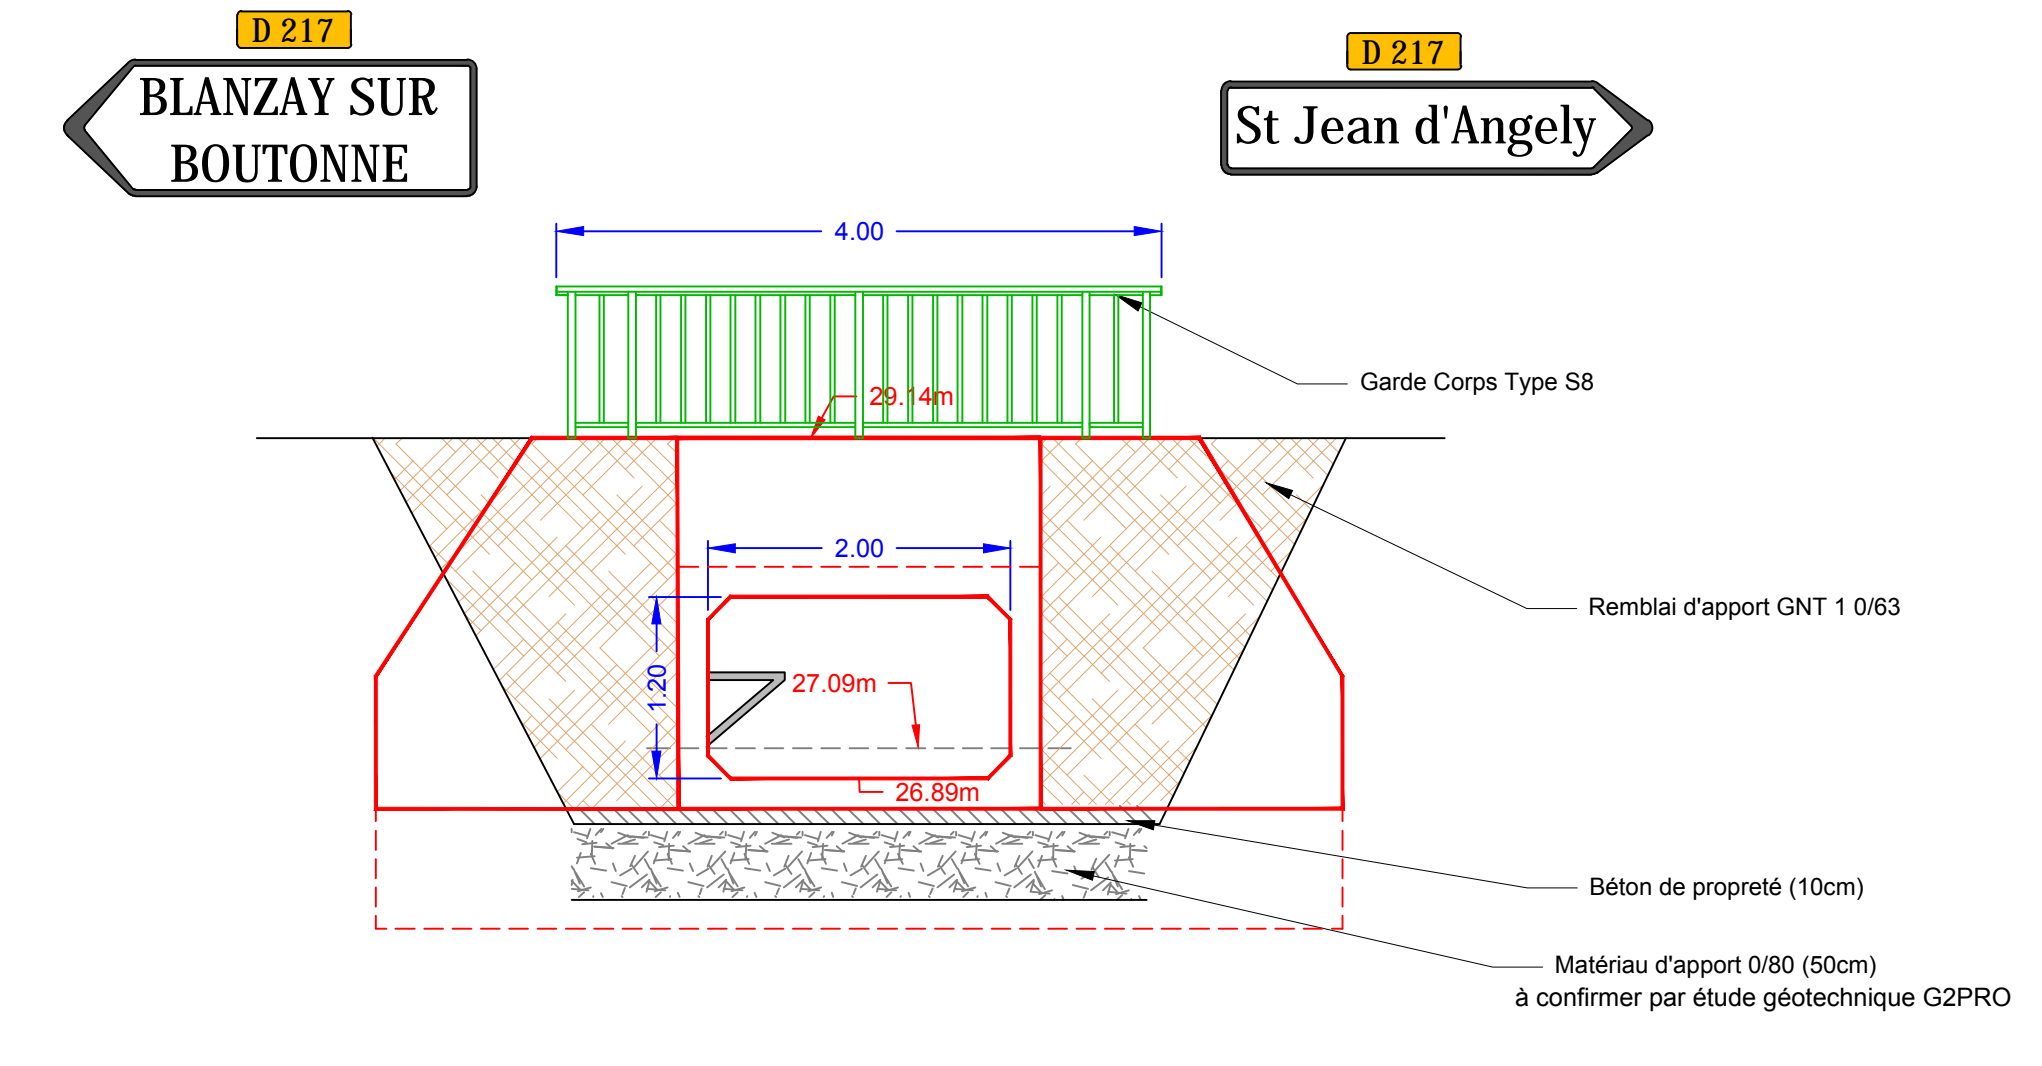 D 217
BLANZAY SUR
BOUTONNE
D 217
St Jean d'Angely
4.00
Garde Corps Type S8
29.14m
2.00
Remblai d'apport GNT 1 0/63
1.20
27.09m
26.89m
Béton de propreté (10cm)
Matériau d'apport 0/80 (50cm)
à confirmer par étude géotechnique G2PRO